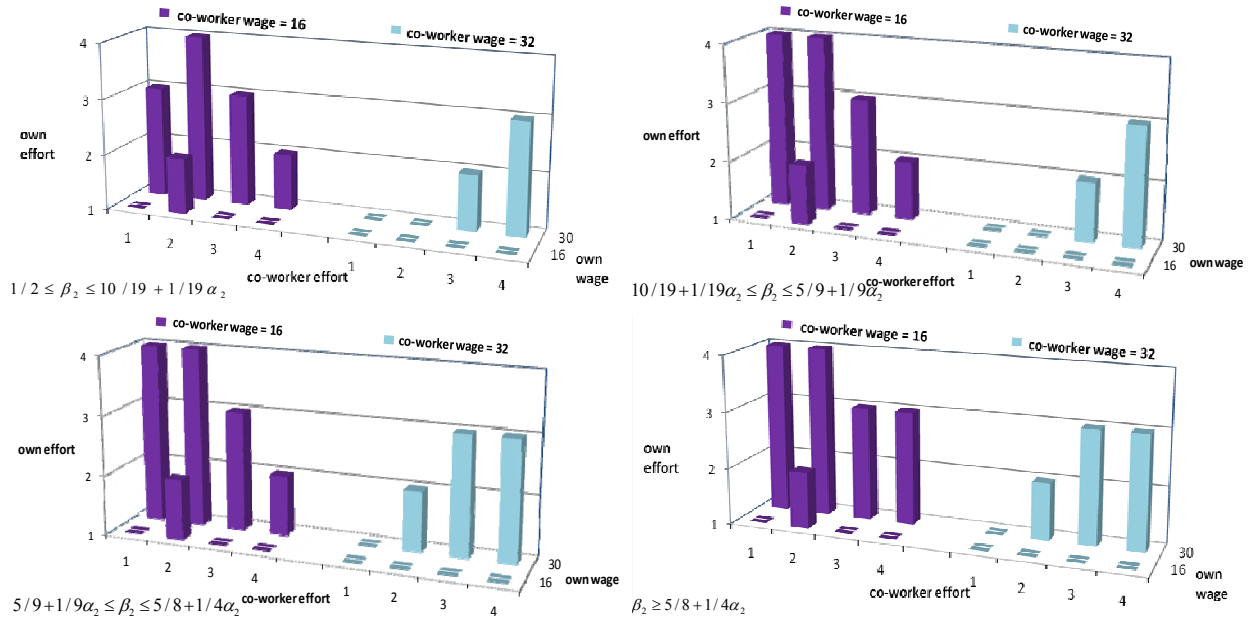 co-worker wage = 16
co-worker wage = 32
4
3
2
1
own
effort
1
2
3
4
1
2
3
4
co-worker effort
30
16
own
wage
1/2 ≤ β₂ ≤ 10/19 + 1/19 α₂
co-worker wage = 16
co-worker wage = 32
4
3
2
1
own effort
1
2
3
4
1
2
3
4
co-worker effort
30
16
own wage
10/19+1/19α₂ ≤ β₂ ≤ 5/9+1/9α₂
co-worker wage = 16
co-worker wage = 32
4
3
2
1
own effort
1
2
3
4
1
2
3
4
co-worker effort
30
16
own wage
5/9+1/9α₂ ≤ β₂ ≤ 5/8+1/4α₂
co-worker wage = 16
co-worker wage = 32
4
3
2
1
own
effort
1
2
3
4
1
2
3
4
co-worker effort
30
16
own
wage
β₂ ≥ 5/8+1/4α₂